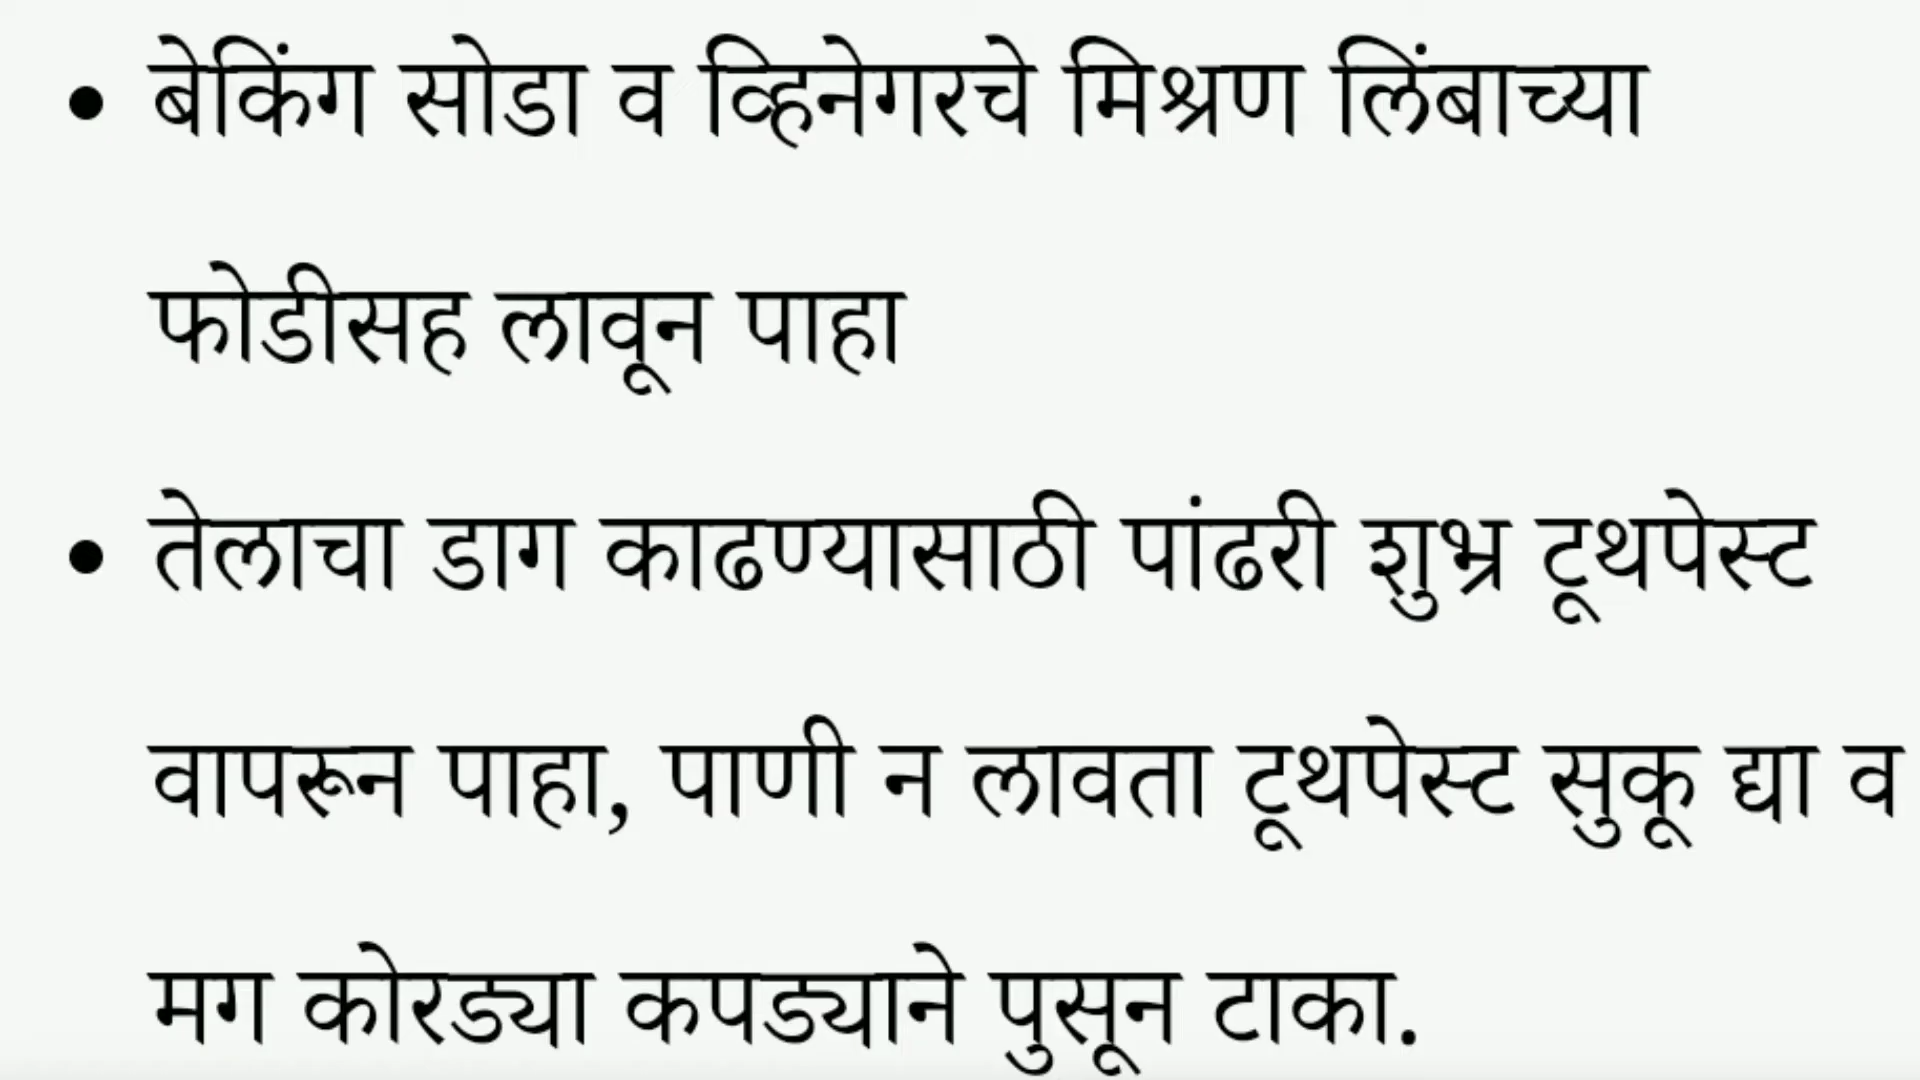 • बेकिंग सोडा व व्हिनेगरचे मिश्रण लिंबाच्या
फोडीसह लावून पाहा
• तेलाचा डाग काढण्यासाठी पांढरी शुभ्र टूथपेस्ट
वापरून पाहा, पाणी न लावता टूथपेस्ट सुकू द्या व
मग कोरड्या कपड्याने पुसून टाका.